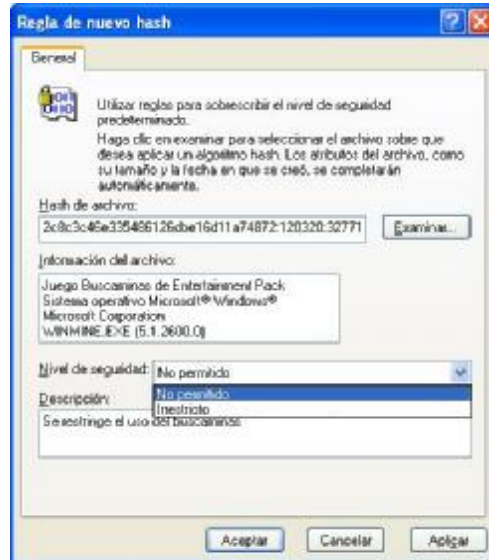 Regla de nuevo hash
General
Utilizar reglas para sobrescribir el nivel de seguridad
predeterminado.
Haga clic en examinar para seleccionar el archivo sobre que
desea aplicar un algoritmo hash. Los atributos del archivo, como
su tamaño y la fecha en que se creó, se completarán
automáticamente.
Hash de archivo:
2c8c3c46e335486126dbe16d11a74872:120320:32771
Examinar...
Información del archivo:
Juego Buscaminas de Entertainment Pack
Sistema operativo Microsoft® Windows®
Microsoft Corporation
WINMINE.EXE (5.1.2600.0)
Nivel de seguridad:
No permitido
No permitido
Irrestricto
Descripción:
Se restringe el uso del buscaminas
Aceptar
Cancelar
Aplicar